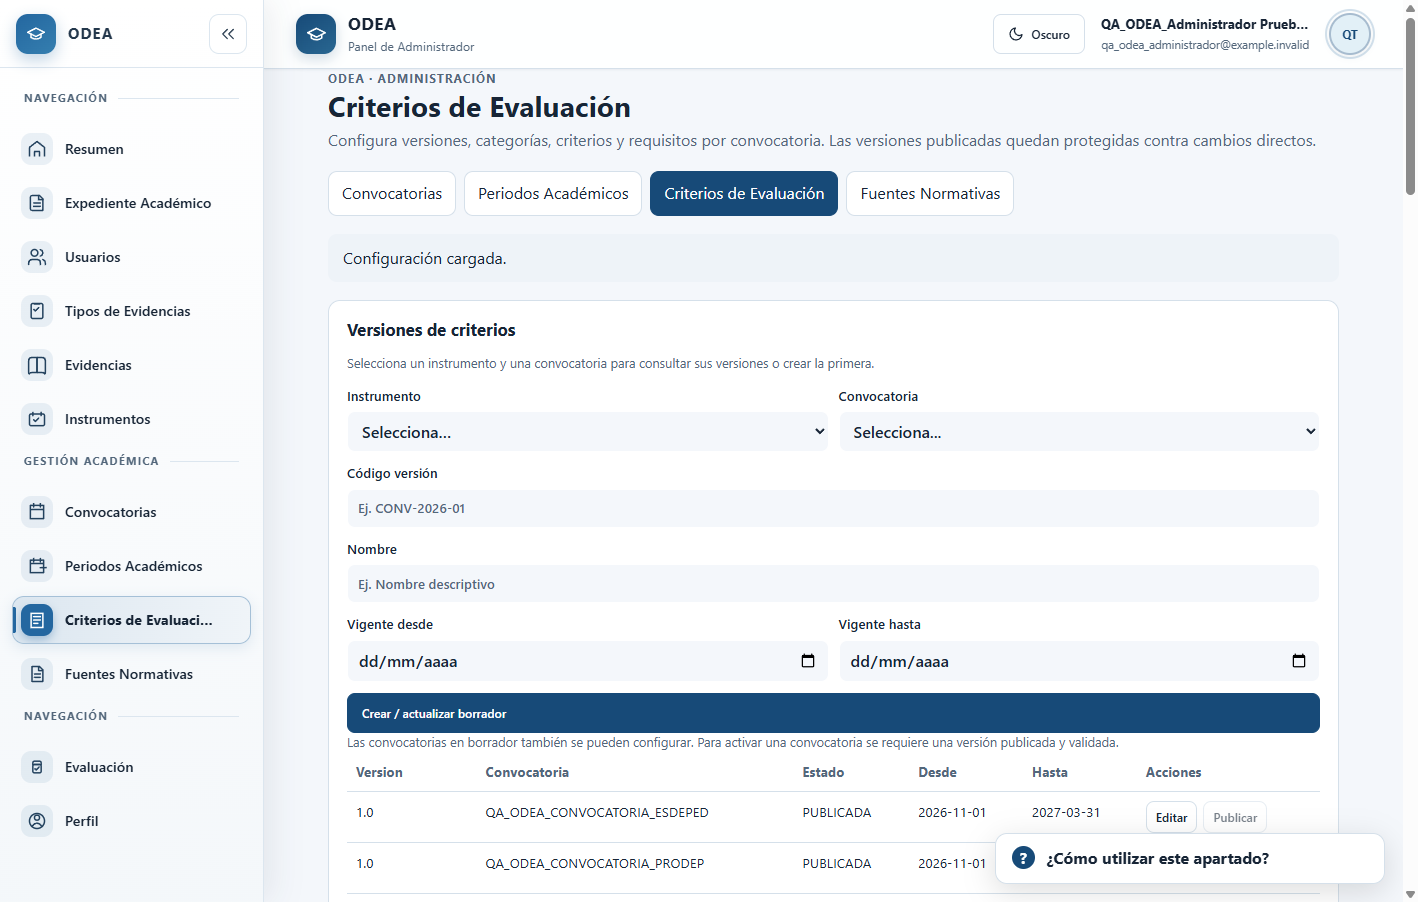 ODEA
NAVEGACIÓN
Resumen
Expediente Académico
Usuarios
Tipos de Evidencias
Evidencias
Instrumentos
GESTIÓN ACADÉMICA
Convocatorias
Periodos Académicos
Criterios de Evaluaci...
Fuentes Normativas
NAVEGACIÓN
Evaluación
Perfil
ODEA
Panel de Administrador
Oscuro
QA_ODEA_Administrador Prueb...
qa_odea_administrador@example.invalid
QT
ODEA · ADMINISTRACIÓN
Criterios de Evaluación
Configura versiones, categorías, criterios y requisitos por convocatoria. Las versiones publicadas quedan protegidas contra cambios directos.
Convocatorias Periodos Académicos Criterios de Evaluación Fuentes Normativas
Configuración cargada.
Versiones de criterios
Selecciona un instrumento y una convocatoria para consultar sus versiones o crear la primera.
Instrumento Convocatoria
Selecciona... Selecciona...
Código versión
Ej. CONV-2026-01
Nombre
Ej. Nombre descriptivo
Vigente desde Vigente hasta
dd/mm/aaaa dd/mm/aaaa
Crear / actualizar borrador
Las convocatorias en borrador también se pueden configurar. Para activar una convocatoria se requiere una versión publicada y validada.
Version Convocatoria Estado Desde Hasta Acciones
1.0 QA_ODEA_CONVOCATORIA_ESDEPED PUBLICADA 2026-11-01 2027-03-31 Editar Publicar
1.0 QA_ODEA_CONVOCATORIA_PRODEP PUBLICADA 2026-11-01
? ¿Cómo utilizar este apartado?